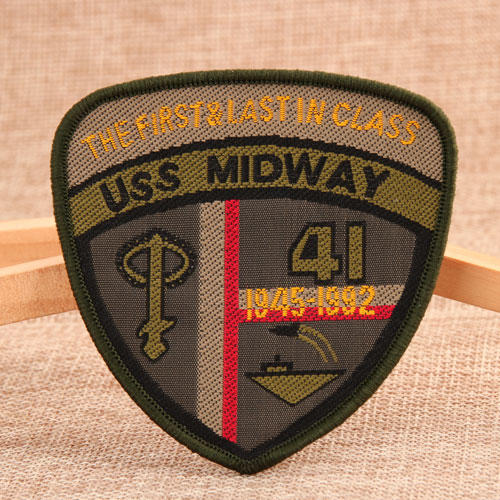 THE FIRST&LAST IN CLASS
USS MIDWAY
41
1945-1992